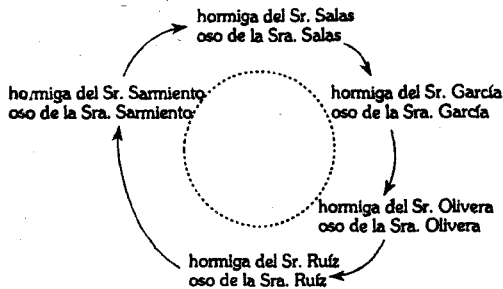 hormiga del Sr. Salas
oso de la Sra. Salas
hormiga del Sr. García
oso de la Sra. García
hormiga del Sr. Olivera
oso de la Sra. Olivera
hormiga del Sr. Ruíz
oso de la Sra. Ruíz
hormiga del Sr. Sarmiento
oso de la Sra. Sarmiento